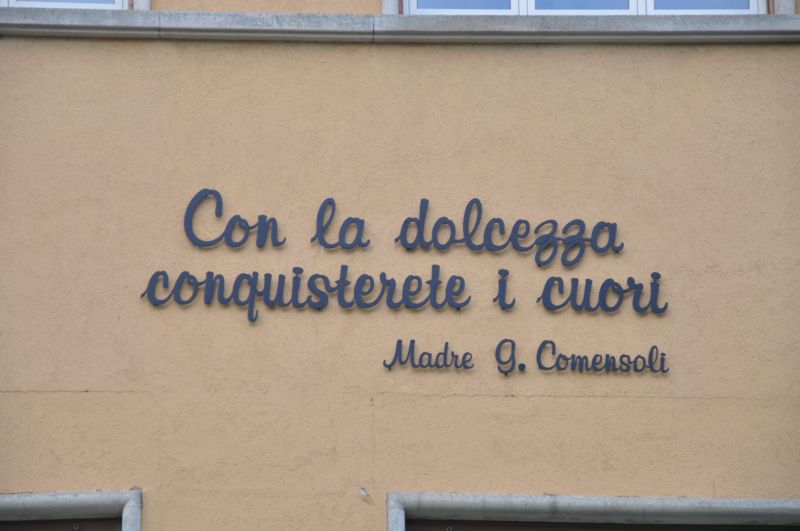 Con la dolcezza
conquisterete i cuori
Madre G. Comensoli